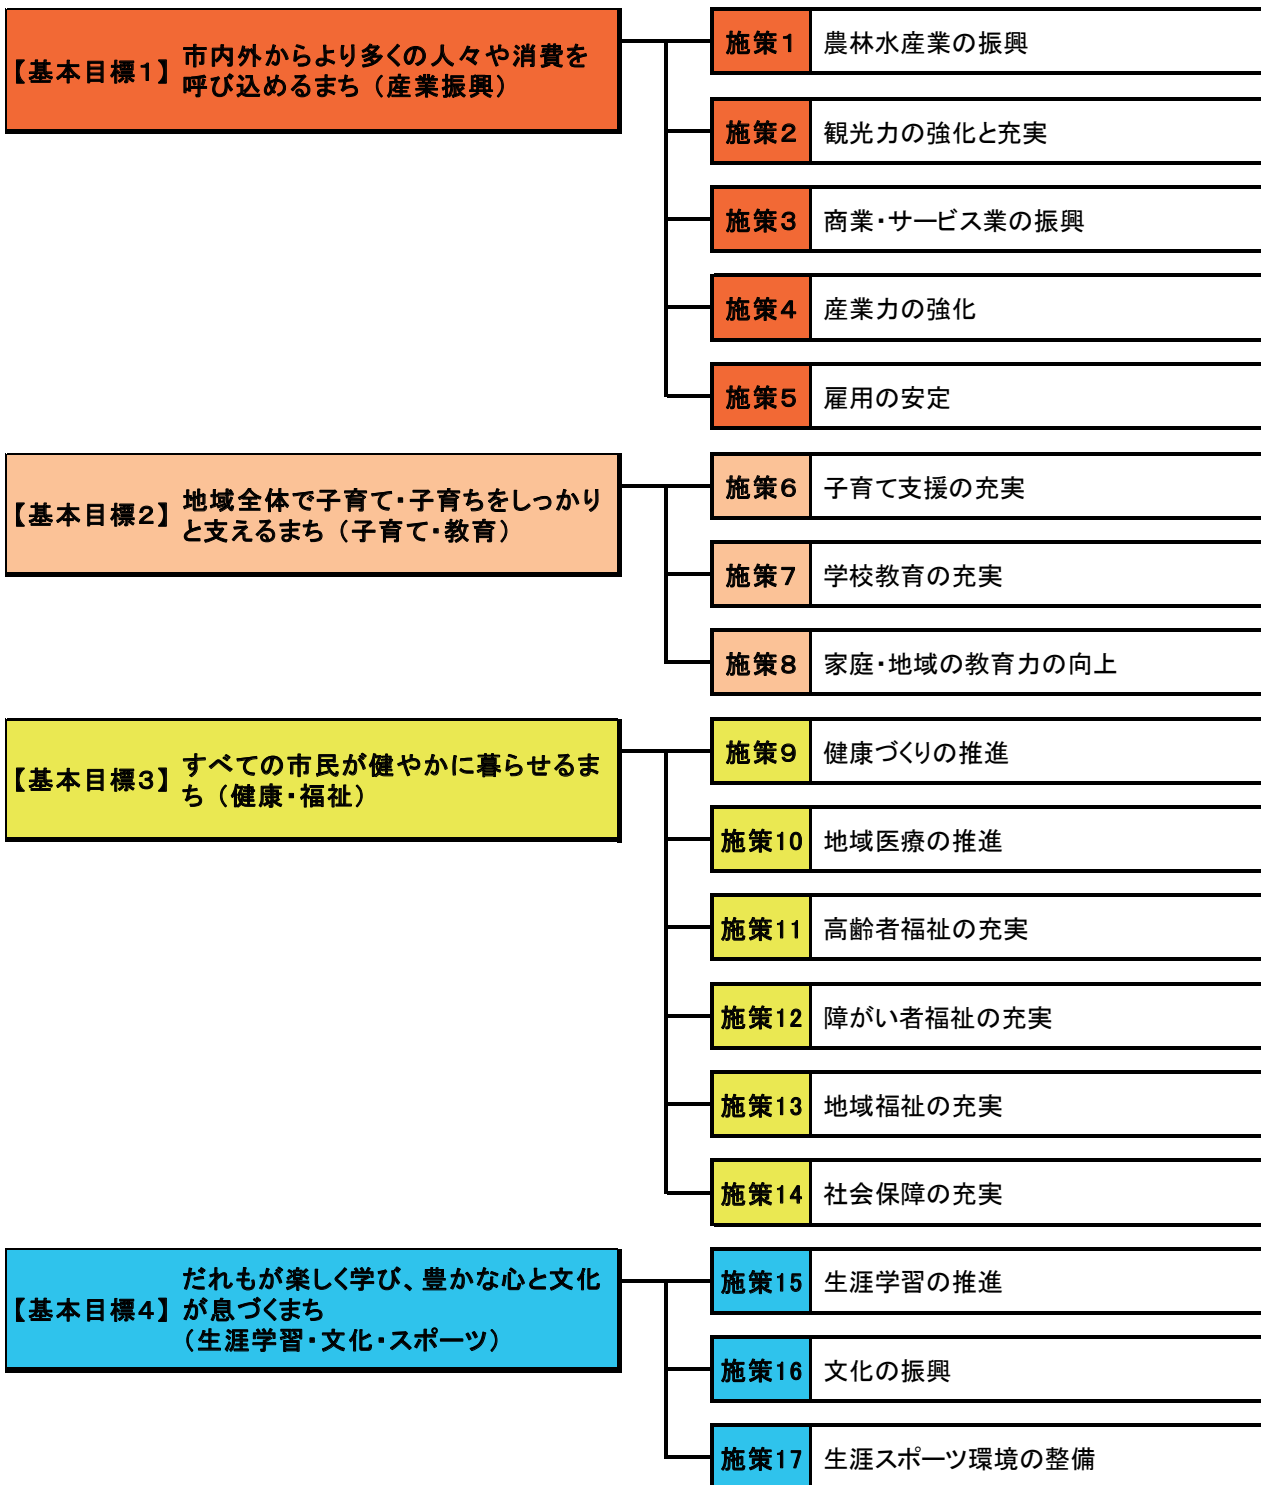 【基本目標1】
市内外からより多くの人々や消費を
呼び込めるまち（産業振興）
施策1 農林水産業の振興
施策2 観光力の強化と充実
施策3 商業・サービス業の振興
施策4 産業力の強化
施策5 雇用の安定
【基本目標2】
地域全体で子育て・子育ちをしっかり
と支えるまち（子育て・教育）
施策6 子育て支援の充実
施策7 学校教育の充実
施策8 家庭・地域の教育力の向上
【基本目標3】
すべての市民が健やかに暮らせるま
ち（健康・福祉）
施策9 健康づくりの推進
施策10 地域医療の推進
施策11 高齢者福祉の充実
施策12 障がい者福祉の充実
施策13 地域福祉の充実
施策14 社会保障の充実
【基本目標4】
だれもが楽しく学び、豊かな心と文化
が息づくまち
（生涯学習・文化・スポーツ）
施策15 生涯学習の推進
施策16 文化の振興
施策17 生涯スポーツ環境の整備